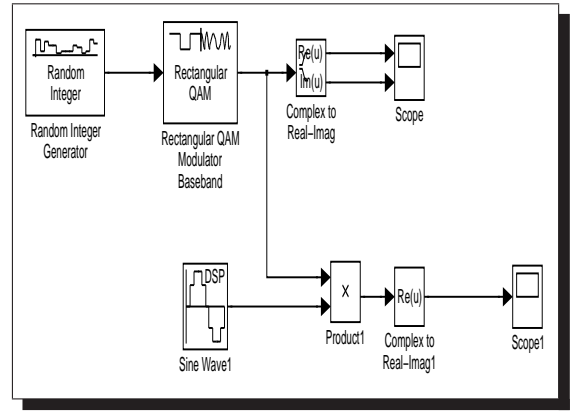 Random
Integer
Random Integer
Generator
Rectangular
QAM
Rectangular QAM
Modulator
Baseband
Re(u)
Im(u)
Complex to
Real−Imag
Scope
DSP
Sine Wave1
X
Product1
Re(u)
Complex to
Real−Imag1
Scope1